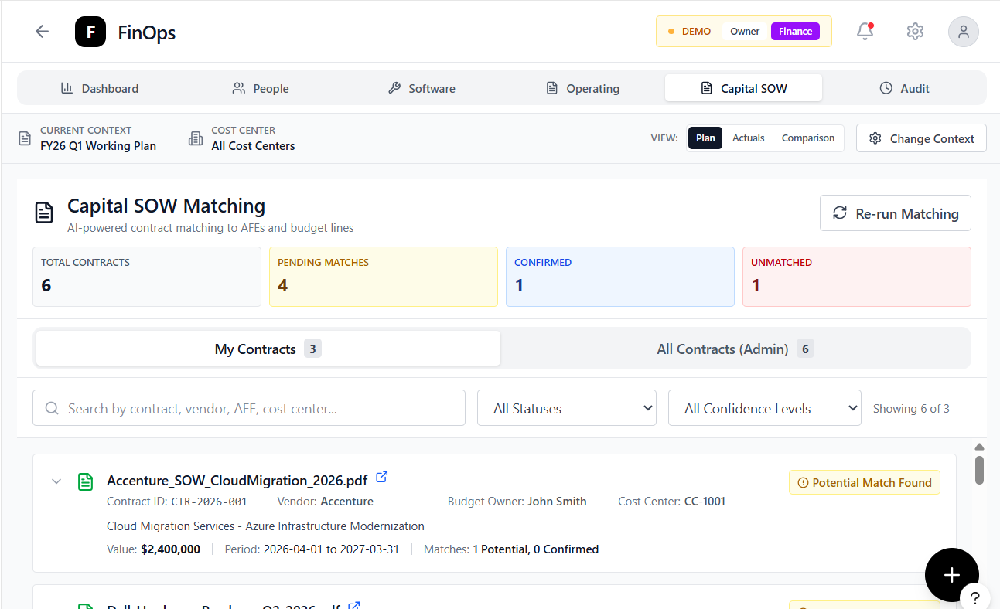 F FinOps DEMO Owner Finance
Dashboard People Software Operating Capital SOW Audit
CURRENT CONTEXT COST CENTER
FY26 Q1 Working Plan All Cost Centers VIEW: Plan Actuals Comparison Change Context
Capital SOW Matching
AI-powered contract matching to AFEs and budget lines
Re-run Matching
TOTAL CONTRACTS PENDING MATCHES CONFIRMED UNMATCHED
6 4 1 1
My Contracts 3 All Contracts (Admin) 6
Search by contract, vendor, AFE, cost center... All Statuses All Confidence Levels Showing 6 of 3
Accenture_SOW_CloudMigration_2026.pdf Potential Match Found
Contract ID: CTR-2026-001 Vendor: Accenture Budget Owner: John Smith Cost Center: CC-1001
Cloud Migration Services - Azure Infrastructure Modernization
Value: $2,400,000 | Period: 2026-04-01 to 2027-03-31 | Matches: 1 Potential, 0 Confirmed
+
?